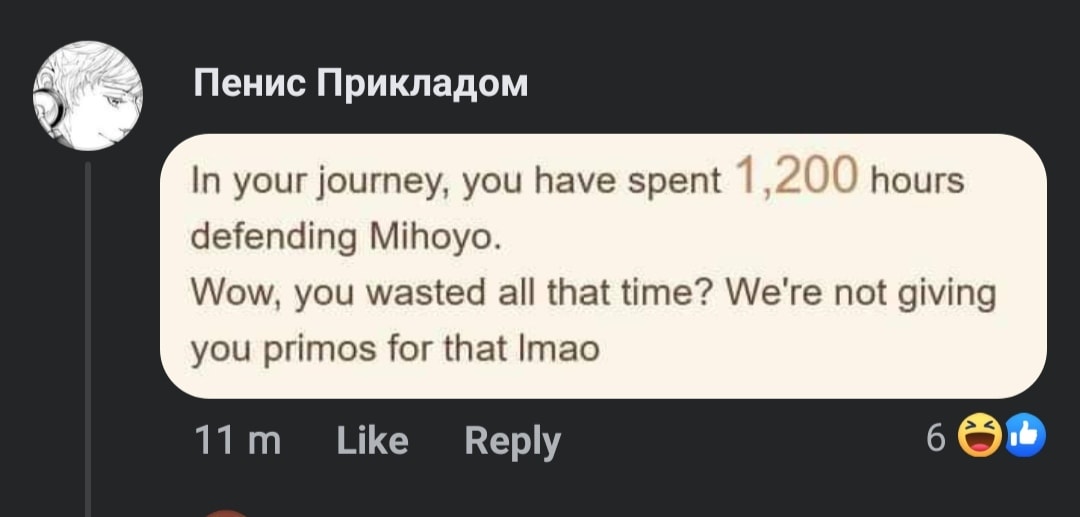 Пенис Прикладом
In your journey, you have spent 1,200 hours
defending Mihoyo.
Wow, you wasted all that time? We're not giving
you primos for that lmao
11 m Like Reply 6